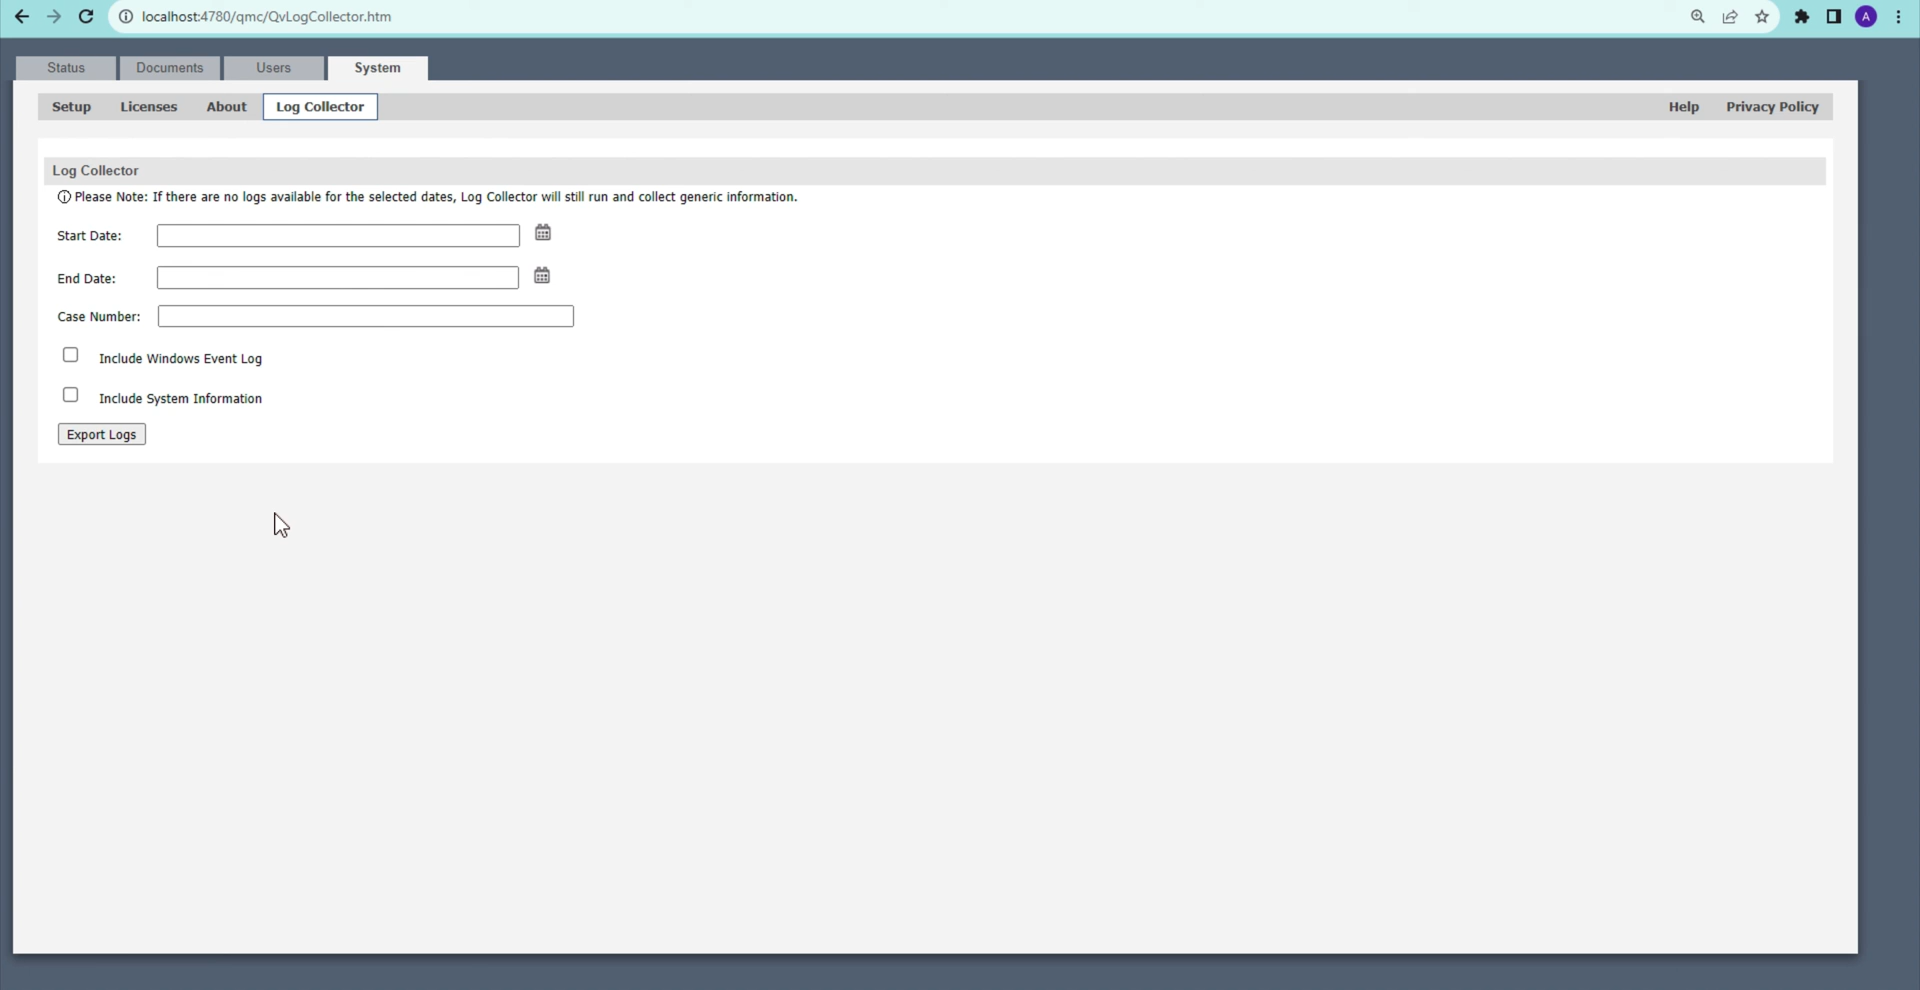 localhost:4780/qmc/QvLogCollector.htm
A
Status Documents Users System
Setup Licenses About Log Collector Help Privacy Policy
Log Collector
Please Note: If there are no logs available for the selected dates, Log Collector will still run and collect generic information.
Start Date:
End Date:
Case Number:
Include Windows Event Log
Include System Information
Export Logs